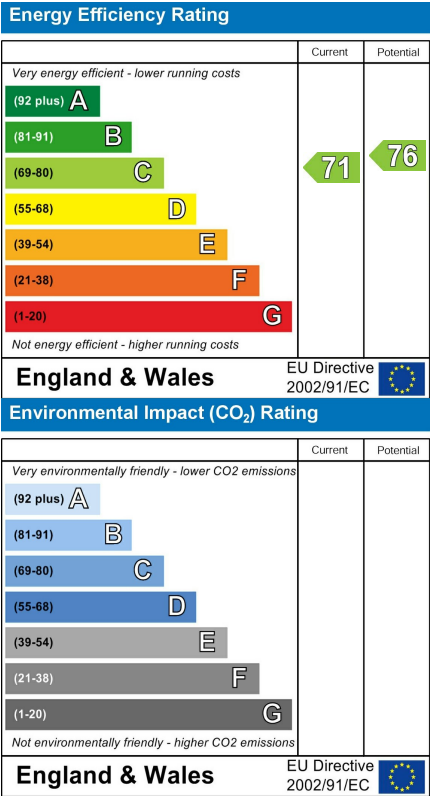 Energy Efficiency Rating
Current Potential
Very energy efficient - lower running costs
(92 plus) A
(81-91) B
(69-80) C 71 76
(55-68) D
(39-54) E
(21-38) F
(1-20) G
Not energy efficient - higher running costs
England & Wales EU Directive
2002/91/EC
Environmental Impact (CO₂) Rating
Current Potential
Very environmentally friendly - lower CO2 emissions
(92 plus) A
(81-91) B
(69-80) C
(55-68) D
(39-54) E
(21-38) F
(1-20) G
Not environmentally friendly - higher CO2 emissions
England & Wales EU Directive
2002/91/EC